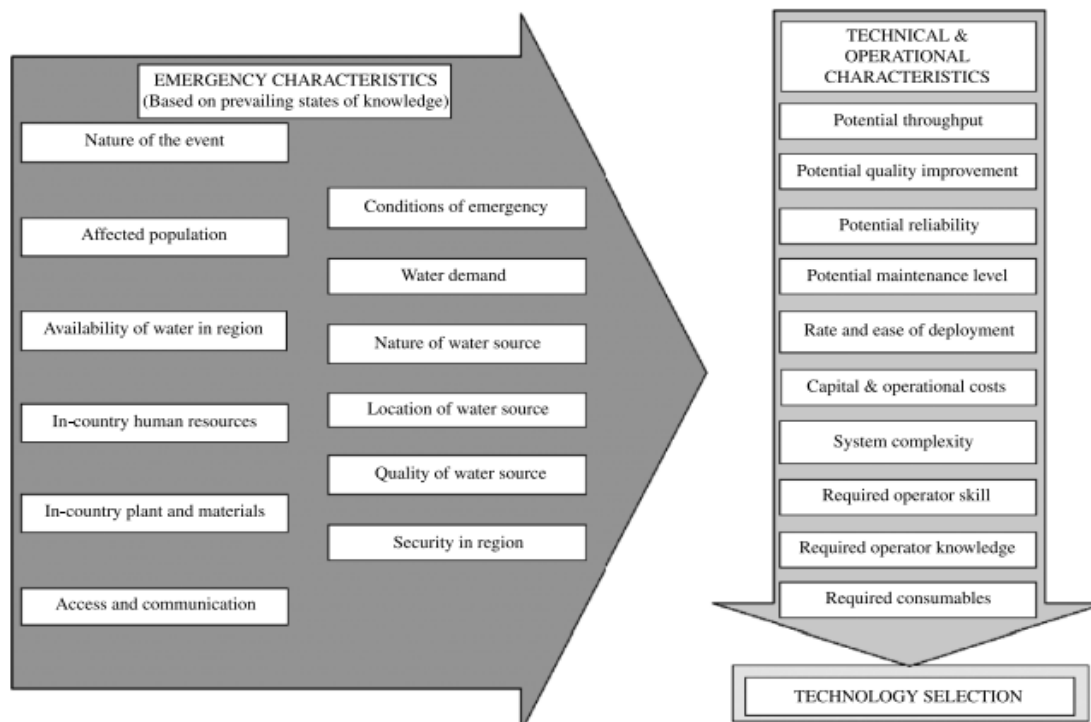 EMERGENCY CHARACTERISTICS
(Based on prevailing states of knowledge)
Nature of the event
Affected population
Availability of water in region
In-country human resources
In-country plant and materials
Access and communication
Conditions of emergency
Water demand
Nature of water source
Location of water source
Quality of water source
Security in region
TECHNICAL &
OPERATIONAL
CHARACTERISTICS
Potential throughput
Potential quality improvement
Potential reliability
Potential maintenance level
Rate and ease of deployment
Capital & operational costs
System complexity
Required operator skill
Required operator knowledge
Required consumables
TECHNOLOGY SELECTION